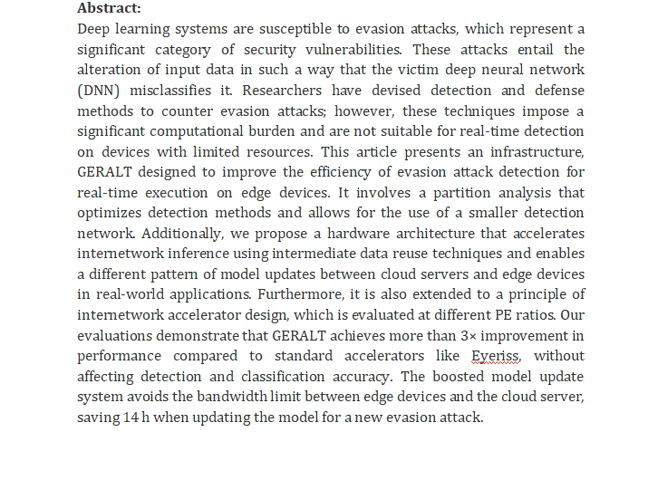 Abstract:
Deep learning systems are susceptible to evasion attacks, which represent a
significant category of security vulnerabilities. These attacks entail the
alteration of input data in such a way that the victim deep neural network
(DNN) misclassifies it. Researchers have devised detection and defense
methods to counter evasion attacks; however, these techniques impose a
significant computational burden and are not suitable for real-time detection
on devices with limited resources. This article presents an infrastructure,
GERALT designed to improve the efficiency of evasion attack detection for
real-time execution on edge devices. It involves a partition analysis that
optimizes detection methods and allows for the use of a smaller detection
network. Additionally, we propose a hardware architecture that accelerates
internetwork inference using intermediate data reuse techniques and enables
a different pattern of model updates between cloud servers and edge devices
in real-world applications. Furthermore, it is also extended to a principle of
internetwork accelerator design, which is evaluated at different PE ratios. Our
evaluations demonstrate that GERALT achieves more than 3× improvement in
performance compared to standard accelerators like Eyeriss, without
affecting detection and classification accuracy. The boosted model update
system avoids the bandwidth limit between edge devices and the cloud server,
saving 14 h when updating the model for a new evasion attack.